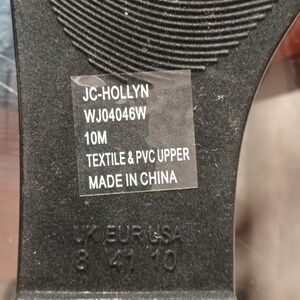 JC-HOLLYN
WJ04046W
10M
TEXTILE & PVC UPPER
MADE IN CHINA
UK EUR USA
8 41 10